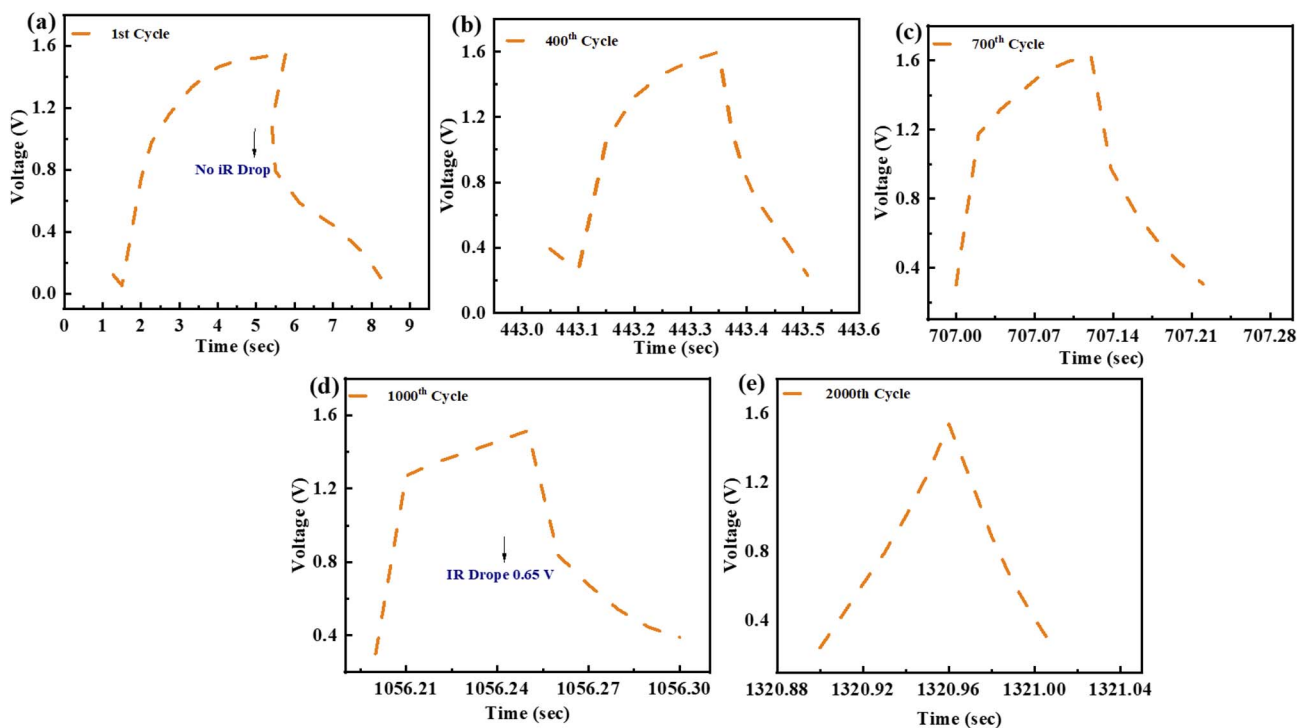 (a)
1st Cycle
1.6
1.2
0.8
0.4
0.0
Voltage (V)
No iR Drop
0 1 2 3 4 5 6 7 8 9
Time (sec)
(b)
400th Cycle
1.6
1.2
0.8
0.4
0.0
Voltage (V)
443.0 443.1 443.2 443.3 443.4 443.5 443.6
Time (sec)
(c)
700th Cycle
1.6
1.2
0.8
0.4
Voltage (V)
707.00 707.07 707.14 707.21 707.28
Time (sec)
(d)
1000th Cycle
1.6
1.2
0.8
0.4
Voltage (V)
IR Drope 0.65 V
1056.21 1056.24 1056.27 1056.30
Time (sec)
(e)
2000th Cycle
1.6
1.2
0.8
0.4
Voltage (V)
1320.88 1320.92 1320.96 1321.00 1321.04
Time (sec)